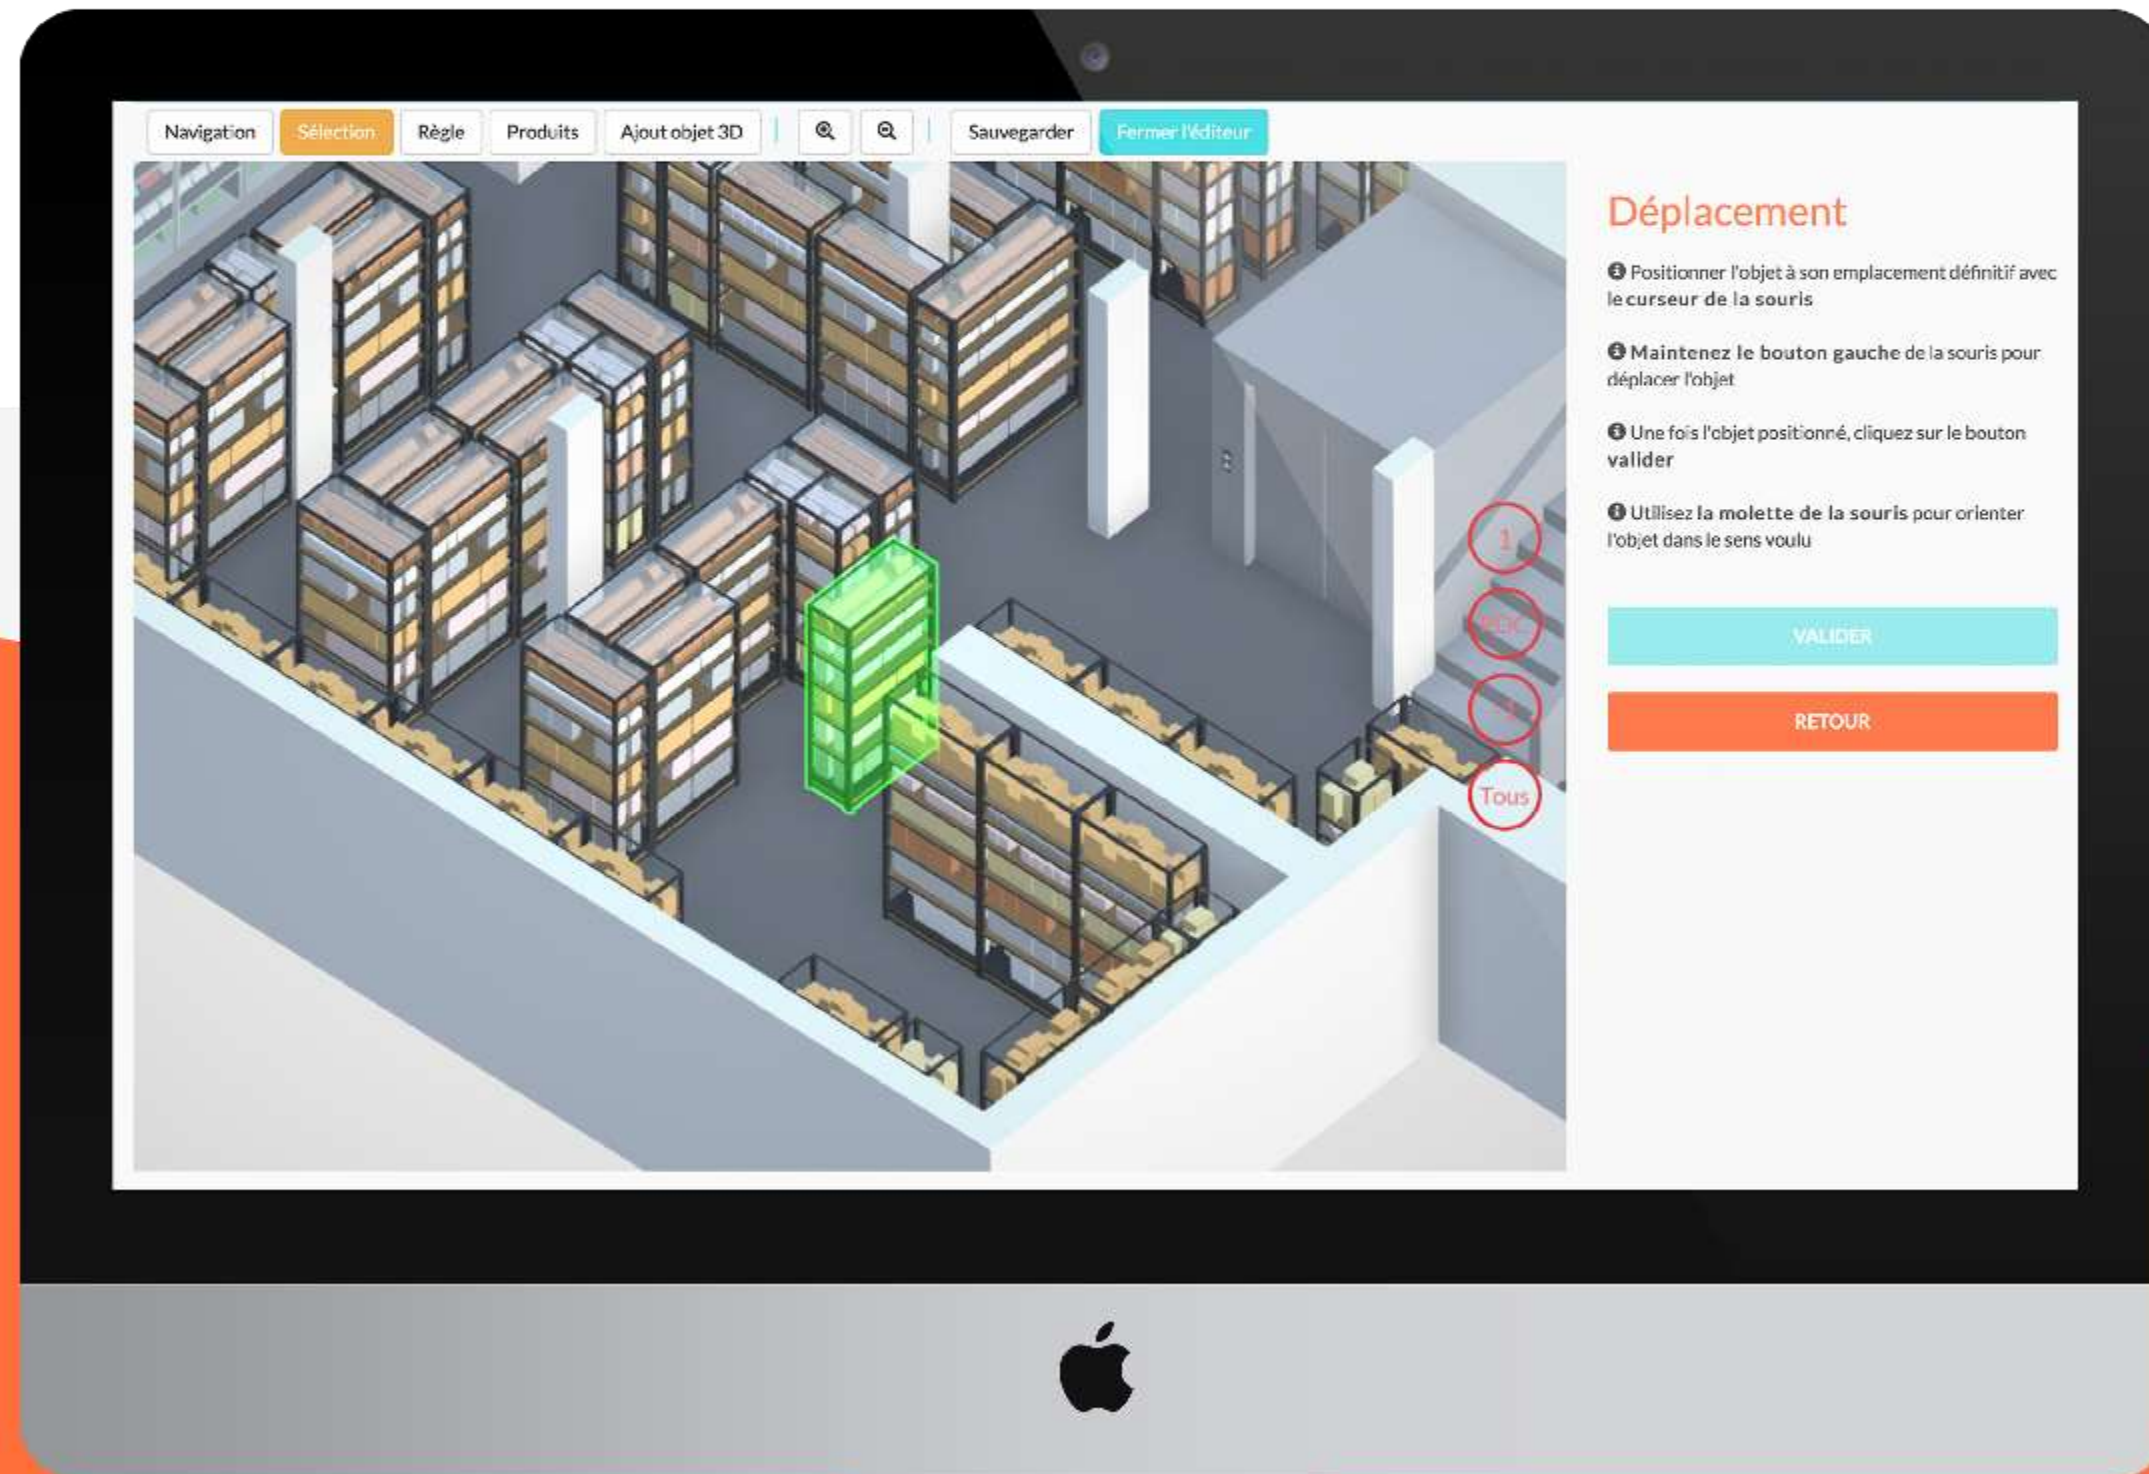 Navigation
Sélection
Règle
Produits
Ajout objet 3D
Sauvegarder
Fermer l'éditeur
Déplacement
Positionner l'objet à son emplacement définitif avec
le curseur de la souris
Maintenez le bouton gauche de la souris pour
déplacer l'objet
Une fois l'objet positionné, cliquez sur le bouton
valider
Utilisez la molette de la souris pour orienter
l'objet dans le sens voulu
VALIDER
RETOUR
1
RDC
-1
Tous